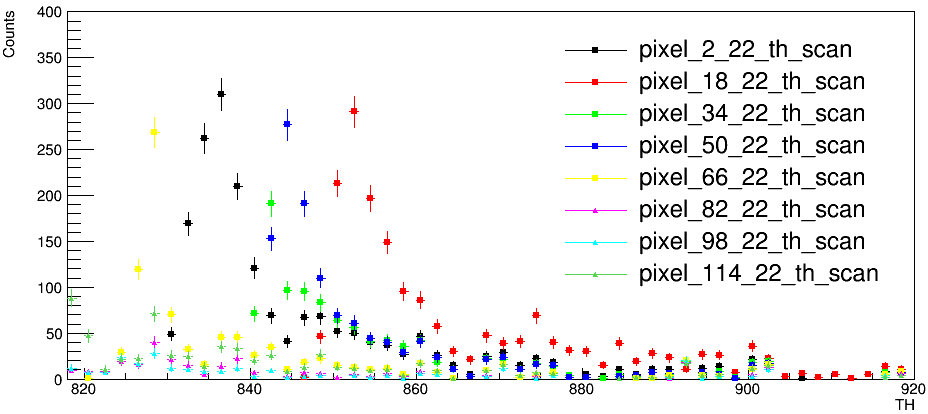 Counts
400
350
300
250
200
150
100
50
0
820
840
860
880
900
920
TH
pixel_2_22_th_scan
pixel_18_22_th_scan
pixel_34_22_th_scan
pixel_50_22_th_scan
pixel_66_22_th_scan
pixel_82_22_th_scan
pixel_98_22_th_scan
pixel_114_22_th_scan